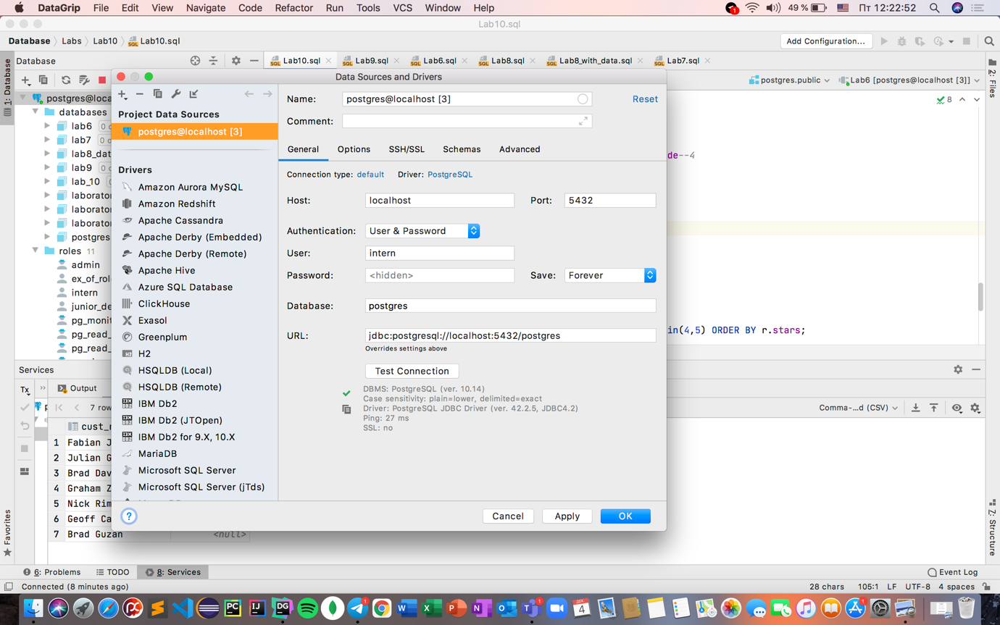 DataGrip File Edit View Navigate Code Refactor Run Tools VCS Window Help 1 49 % Пт 12:22:52
Lab10.sql
Database Labs Lab10 Lab10.sql Add Configuration...
Database Lab10.sql Lab9.sql Lab6.sql Lab8.sql Lab8_with_data.sql Lab7.sql
1: Database
2: Files
postgres.public Lab6 [postgres@localhost [3]]
8
postgres@loca
databases
lab6 0
lab7 0
lab8_dat
lab9 0
lab_10
laborator
laborator
laborator
postgres
roles 11
admin
ex_of_rol
intern
junior_de
pg_monit
pg_read_
pg_read_
de--4
in(4,5) ORDER BY r.stars;
Data Sources and Drivers
Project Data Sources
postgres@localhost [3]
Drivers
Amazon Aurora MySQL
Amazon Redshift
Apache Cassandra
Apache Derby (Embedded)
Apache Derby (Remote)
Apache Hive
Azure SQL Database
ClickHouse
Exasol
Greenplum
H2
HSQLDB (Local)
HSQLDB (Remote)
IBM Db2
IBM Db2 (JTOpen)
IBM Db2 for 9.X, 10.X
MariaDB
Microsoft SQL Server
Microsoft SQL Server (jTds)
Name: postgres@localhost [3] Reset
Comment:
General Options SSH/SSL Schemas Advanced
Connection type: default Driver: PostgreSQL
Host: localhost Port: 5432
Authentication: User & Password
User: intern
Password: <hidden> Save: Forever
Database: postgres
URL: jdbc:postgresql://localhost:5432/postgres
Overrides settings above
Test Connection
DBMS: PostgreSQL (ver. 10.14)
Case sensitivity: plain=lower, delimited=exact
Driver: PostgreSQL JDBC Driver (ver. 42.2.5, JDBC4.2)
Ping: 27 ms
SSL: no
? Cancel Apply OK
Services
Tx Output
7 row Comma-...d (CSV)
cust_n
1 Fabian J
2 Julian G
3 Brad Dav
4 Graham Z
5 Nick Rim
6 Geoff Ca
7 Brad Guzan <null>
Favorites
Z: Structure
6: Problems TODO 8: Services Event Log
Connected (8 minutes ago) 28 chars 105:1 LF UTF-8 4 spaces